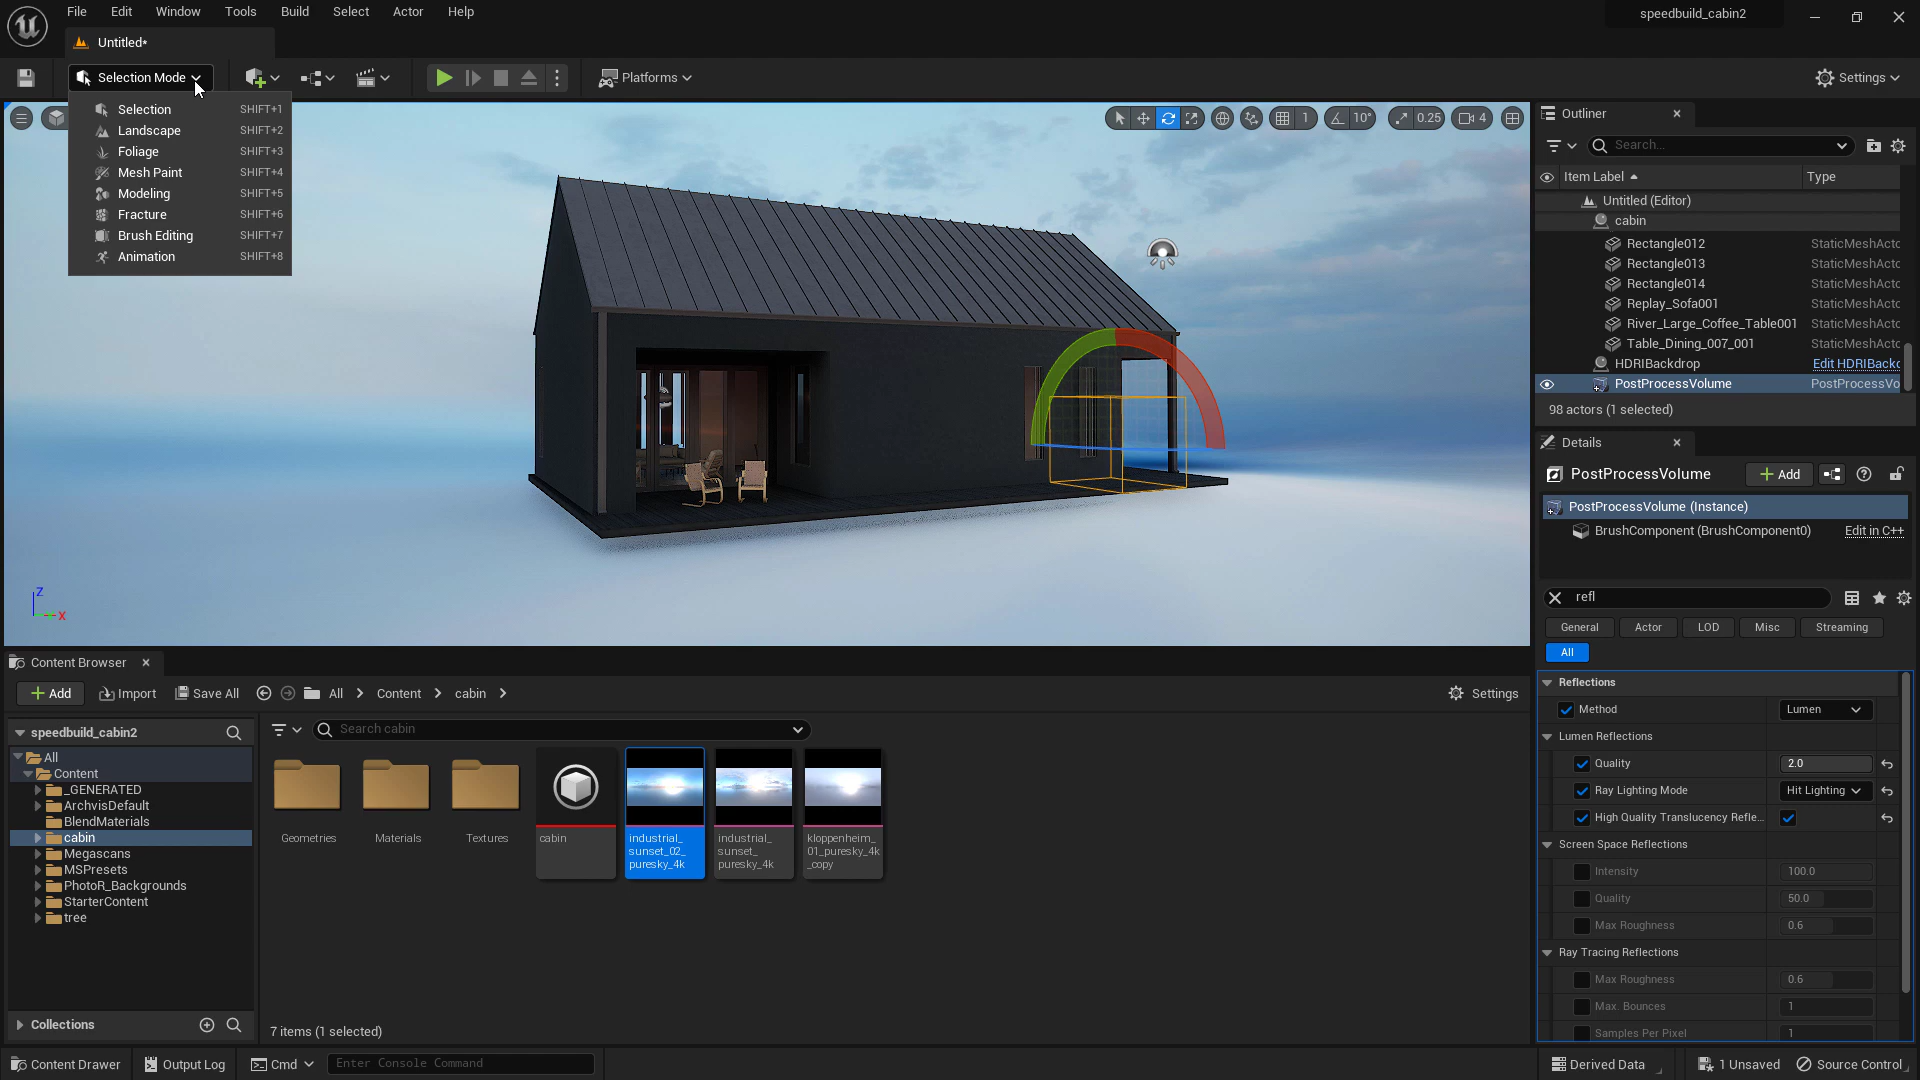 File Edit Window Tools Build Select Actor Help
speedbuild_cabin2
Untitled*
Selection Mode
Platforms
Settings
Selection SHIFT+1
Landscape SHIFT+2
Foliage SHIFT+3
Mesh Paint SHIFT+4
Modeling SHIFT+5
Fracture SHIFT+6
Brush Editing SHIFT+7
Animation SHIFT+8
1 10° 0.25 4
Z
X
Outliner
Search...
Item Label Type
Untitled (Editor)
cabin
Rectangle012 StaticMeshActo
Rectangle013 StaticMeshActo
Rectangle014 StaticMeshActo
Replay_Sofa001 StaticMeshActo
River_Large_Coffee_Table001 StaticMeshActo
Table_Dining_007_001 StaticMeshActo
HDRIBackdrop Edit HDRIBackd
PostProcessVolume PostProcessVo
98 actors (1 selected)
Details
PostProcessVolume Add
PostProcessVolume (Instance)
BrushComponent (BrushComponent0) Edit in C++
refl
General Actor LOD Misc Streaming
All
Reflections
Method Lumen
Lumen Reflections
Quality 2.0
Ray Lighting Mode Hit Lighting
High Quality Translucency Refle...
Screen Space Reflections
Intensity 100.0
Quality 50.0
Max Roughness 0.6
Ray Tracing Reflections
Max Roughness 0.6
Max. Bounces 1
Samples Per Pixel 1
Content Browser
Add Import Save All All Content cabin Settings
speedbuild_cabin2
Search cabin
All
Content
_GENERATED
ArchvisDefault
BlendMaterials
cabin
Megascans
MSPresets
PhotoR_Backgrounds
StarterContent
tree
Collections
Geometries
Materials
Textures
cabin
industrial_
sunset_02_
puresky_4k
industrial_
sunset_
puresky_4k
kloppenheim_
01_puresky_4k
_copy
7 items (1 selected)
Content Drawer Output Log Cmd Enter Console Command
Derived Data 1 Unsaved Source Control